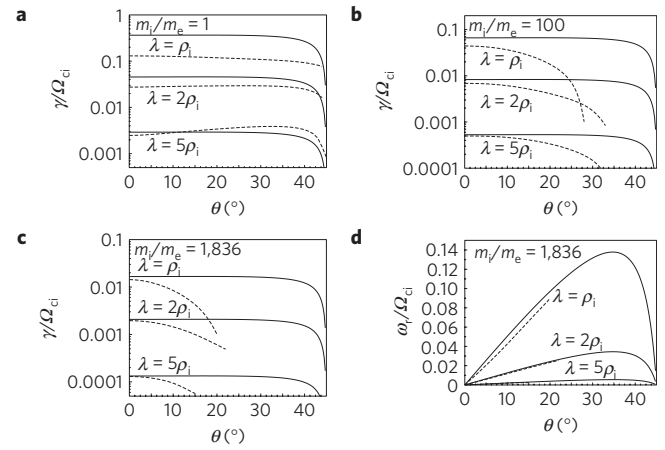 a
m_i/m_e = 1
1
0.1
0.01
0.001
γ/Ω_ci
λ = ρ_i
λ = 2ρ_i
λ = 5ρ_i
0 10 20 30 40
θ (°)
b
m_i/m_e = 100
0.1
0.01
0.001
0.0001
γ/Ω_ci
λ = ρ_i
λ = 2ρ_i
λ = 5ρ_i
0 10 20 30 40
θ (°)
c
m_i/m_e = 1,836
0.1
0.01
0.001
0.0001
γ/Ω_ci
λ = ρ_i
λ = 2ρ_i
λ = 5ρ_i
0 10 20 30 40
θ (°)
d
m_i/m_e = 1,836
0.14
0.12
0.10
0.08
0.06
0.04
0.02
0
ω_r/Ω_ci
λ = ρ_i
λ = 2ρ_i
λ = 5ρ_i
0 10 20 30 40
θ (°)